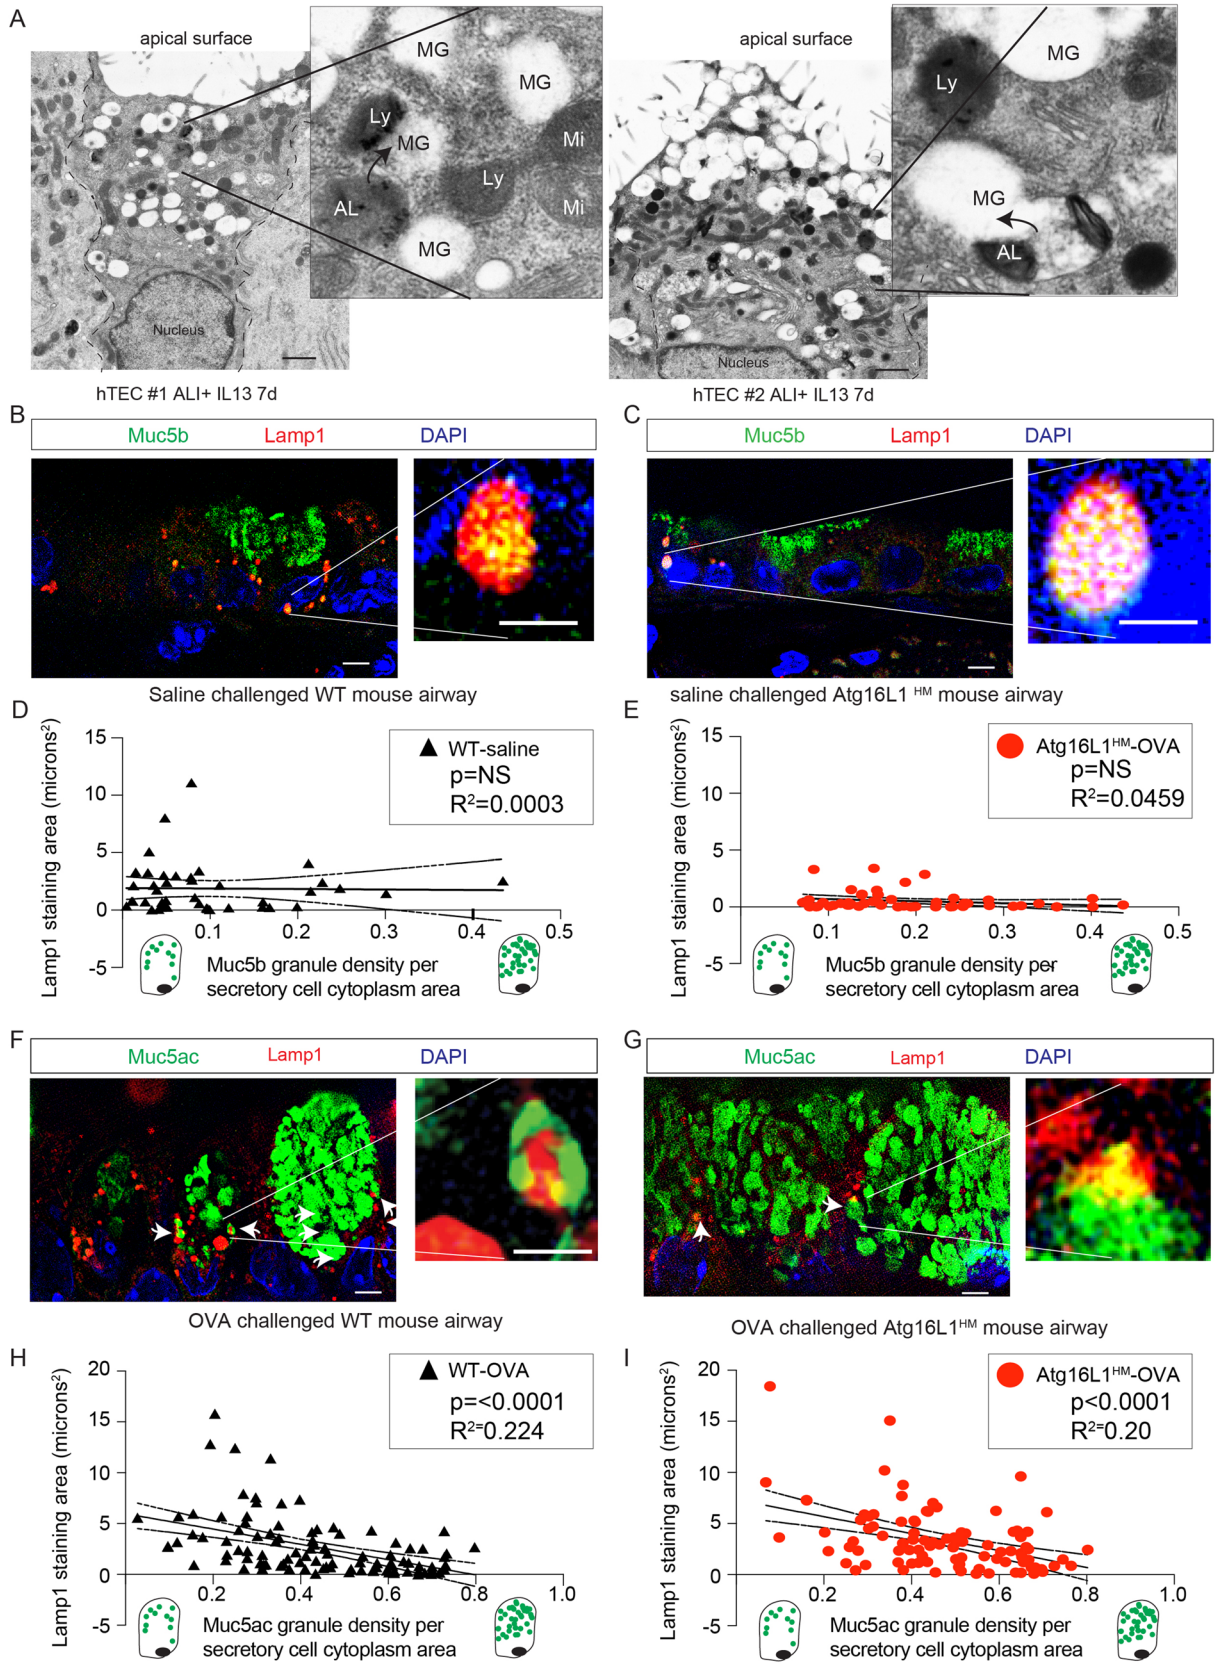 A
apical surface
MG
MG
Ly
MG
Mi
Ly
AL
Mi
MG
Nucleus
hTEC #1 ALI+ IL13 7d
apical surface
MG
Ly
MG
AL
Nucleus
hTEC #2 ALI+ IL13 7d
B
Muc5b Lamp1 DAPI
Saline challenged WT mouse airway
C
Muc5b Lamp1 DAPI
saline challenged Atg16L1 HM mouse airway
D
Lamp1 staining area (microns2)
15
10
5
0
-5
0.1 0.2 0.3 0.4 0.5
WT-saline
p=NS
R2=0.0003
Muc5b granule density per
secretory cell cytoplasm area
E
Lamp1 staining area (microns2)
15
10
5
0
-5
0.1 0.2 0.3 0.4 0.5
Atg16L1HM-OVA
p=NS
R2=0.0459
Muc5b granule density per
secretory cell cytoplasm area
F
Muc5ac Lamp1 DAPI
OVA challenged WT mouse airway
G
Muc5ac Lamp1 DAPI
OVA challenged Atg16L1HM mouse airway
H
Lamp1 staining area (microns2)
20
15
10
5
0
-5
0.2 0.4 0.6 0.8 1.0
WT-OVA
p=<0.0001
R2=0.224
Muc5ac granule density per
secretory cell cytoplasm area
I
Lamp1 staining area (microns2)
20
15
10
5
0
-5
0.2 0.4 0.6 0.8 1.0
Atg16L1HM-OVA
p<0.0001
R2=0.20
Muc5ac granule density per
secretory cell cytoplasm area